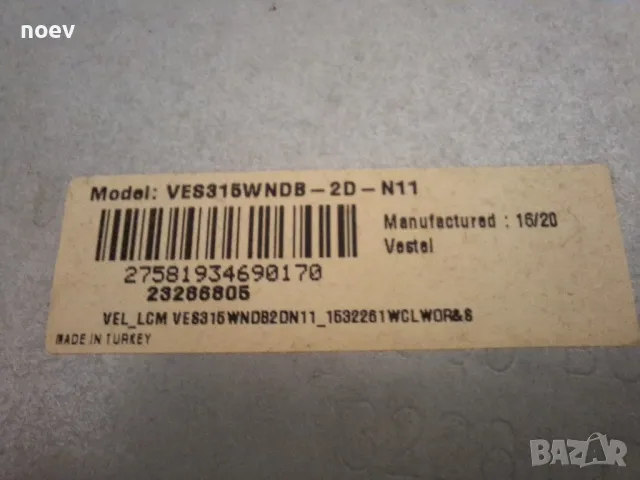 noev
Model: VES315WNDB-2D-N11
Manufactured : 16/20
Vestel
27581934690170
23286805
VEL_LCM VES315WNDB2DN11_1532261WCLWOR&S
MADE IN TURKEY
BAZAR